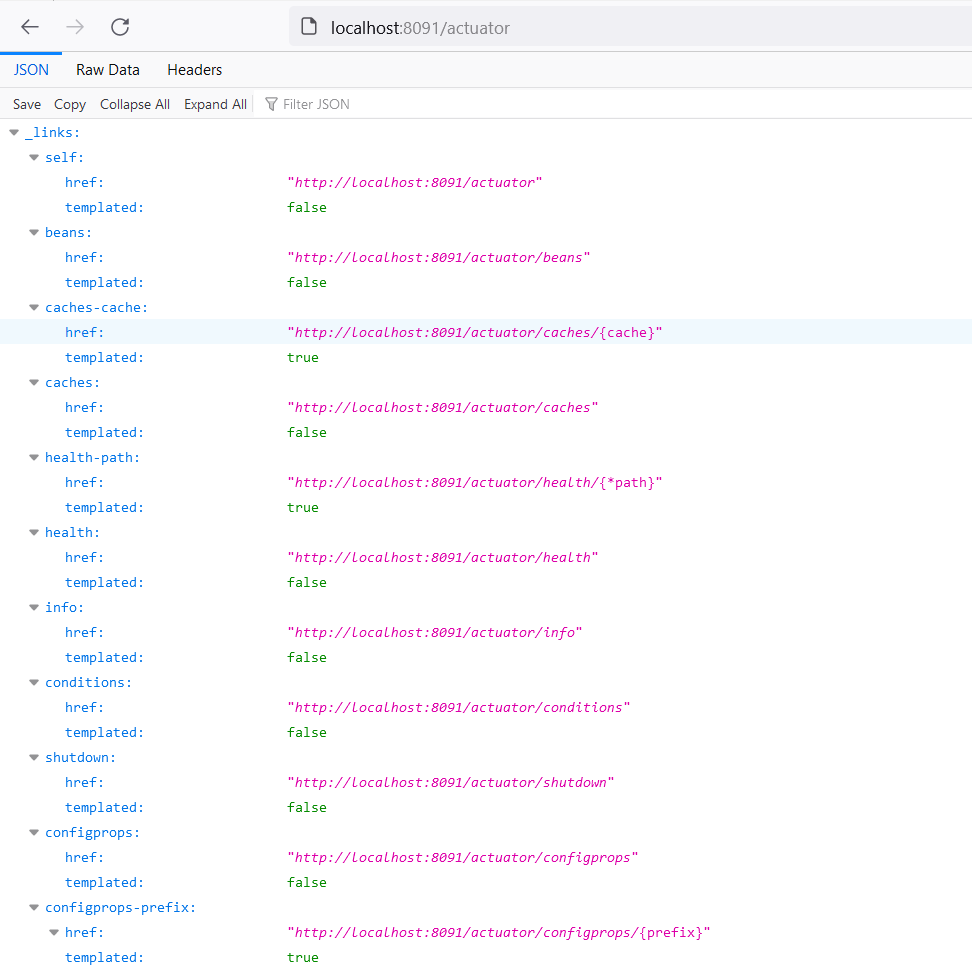 localhost:8091/actuator
JSON Raw Data Headers
Save Copy Collapse All Expand All Filter JSON
_links:
self:
href: "http://localhost:8091/actuator"
templated: false
beans:
href: "http://localhost:8091/actuator/beans"
templated: false
caches-cache:
href: "http://localhost:8091/actuator/caches/{cache}"
templated: true
caches:
href: "http://localhost:8091/actuator/caches"
templated: false
health-path:
href: "http://localhost:8091/actuator/health/{*path}"
templated: true
health:
href: "http://localhost:8091/actuator/health"
templated: false
info:
href: "http://localhost:8091/actuator/info"
templated: false
conditions:
href: "http://localhost:8091/actuator/conditions"
templated: false
shutdown:
href: "http://localhost:8091/actuator/shutdown"
templated: false
configprops:
href: "http://localhost:8091/actuator/configprops"
templated: false
configprops-prefix:
href: "http://localhost:8091/actuator/configprops/{prefix}"
templated: true